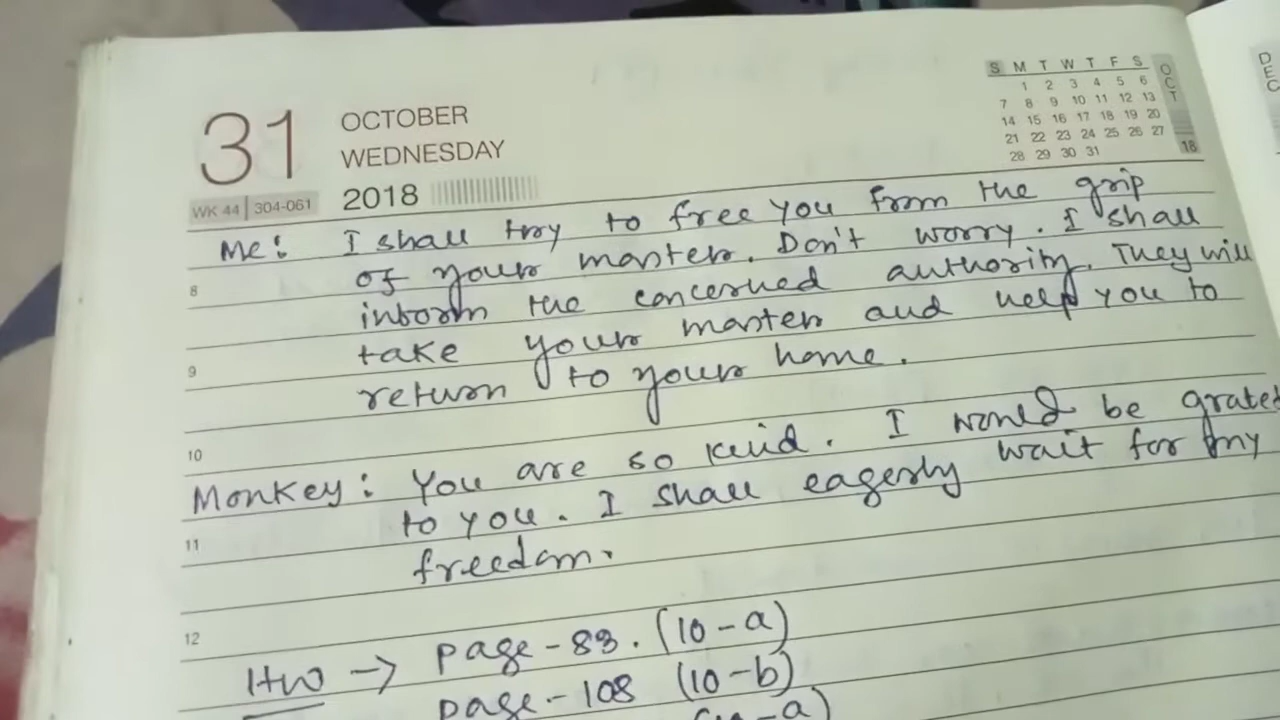 31
OCTOBER
WEDNESDAY
2018
WK 44 | 304-061
S M T W T F S
1 2 3 4 5 6
7 8 9 10 11 12 13
14 15 16 17 18 19 20
21 22 23 24 25 26 27
28 29 30 31
OCT
18
DEC
Me: I shall try to free you from the grip
of your master. Don't worry. I shall
8
inform the concerned authority. They will
take your master and help you to
9
return to your home.
10
Monkey: You are so kind. I would be grate
to you. I shall eagerly wait for my
11
freedom.
12
HW → page - 83. (10-a)
page - 108 (10-b)